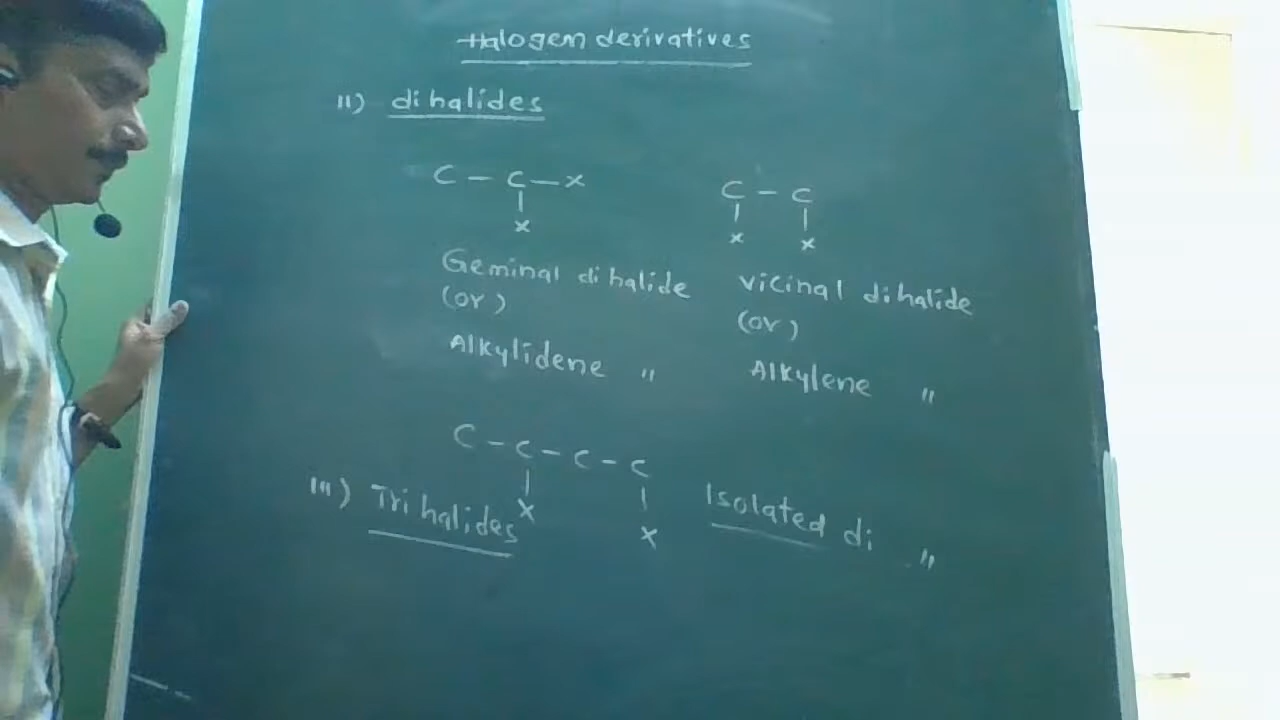 Halogen derivatives
II) dihalides
C - C - X
X
C - C
X X
Geminal dihalide
(or)
Alkylidene "
vicinal dihalide
(or)
Alkylene "
C - C - C - C
X X
Isolated di "
III) Trihalides